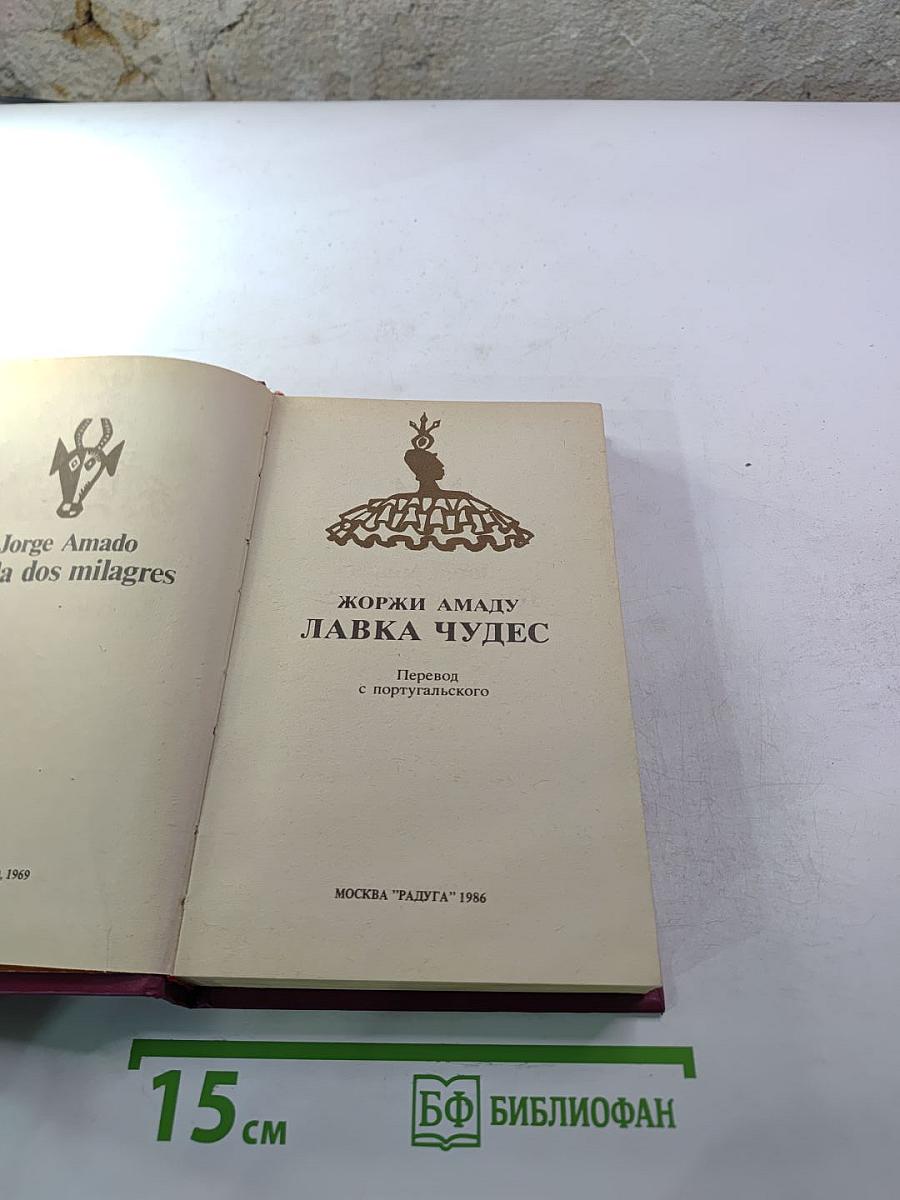 Jorge Amado
dos milagres
1969
ЖОРЖИ АМАДУ
ЛАВКА ЧУДЕС
Перевод
с португальского
МОСКВА "РАДУГА" 1986
15 см
БФ БИБЛИОФАН